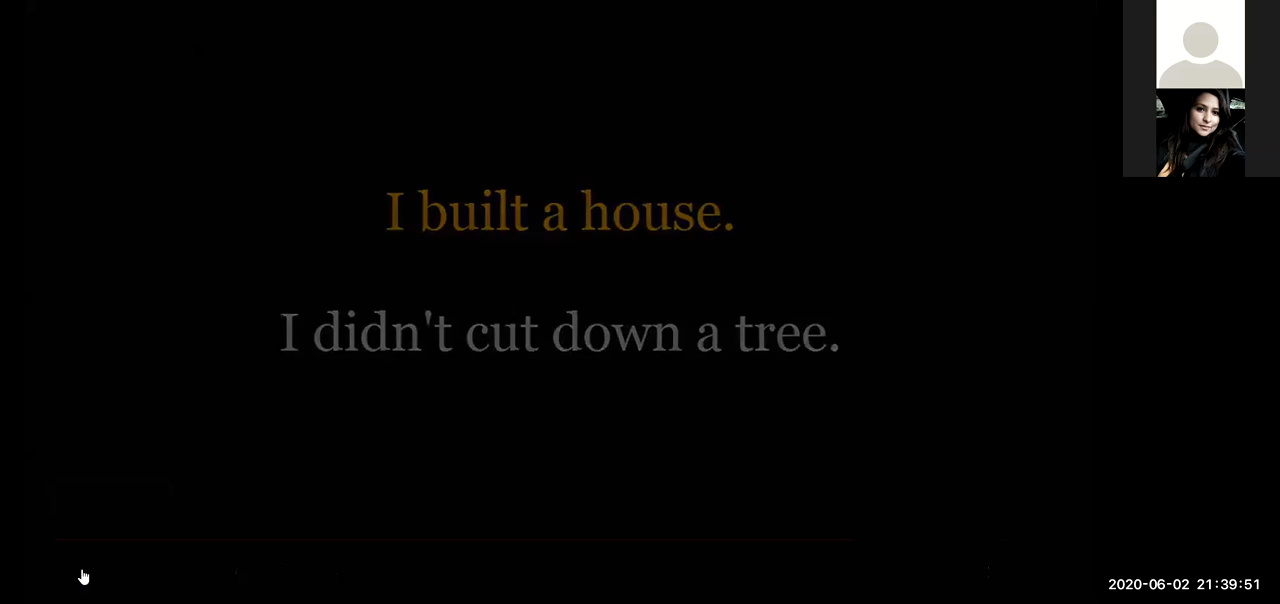 I built a house.
I didn't cut down a tree.
2020-06-02 21:39:51